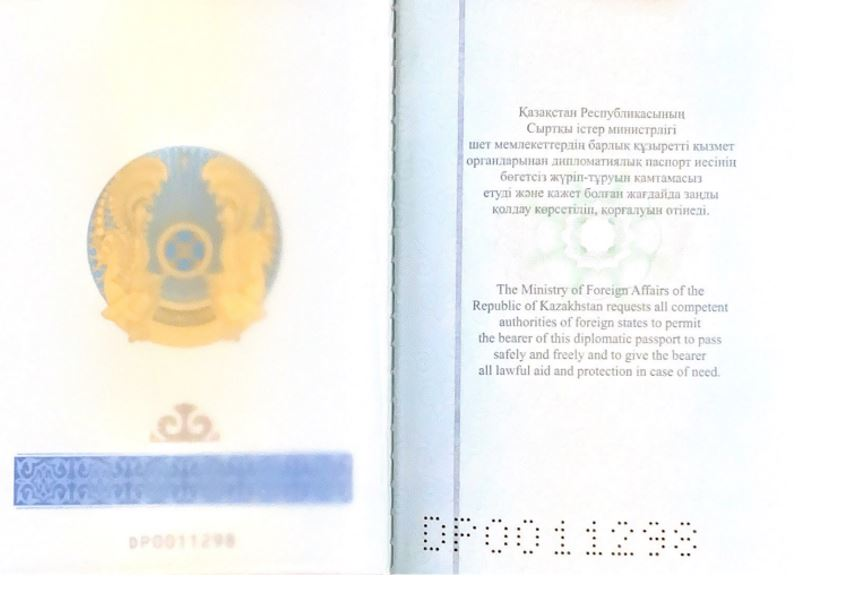 DP0011298
Қазақстан Республикасының
Сыртқы істер министрлігі
шет мемлекеттердің барлық құзыретті қызмет
органдарынан дипломатиялық паспорт иесінің
бөгетсіз жүріп-тұруын қамтамасыз
етуді және қажет болған жағдайда заңды
қолдау көрсетіліп, қорғалуын өтінеді.
The Ministry of Foreign Affairs of the
Republic of Kazakhstan requests all competent
authorities of foreign states to permit
the bearer of this diplomatic passport to pass
safely and freely and to give the bearer
all lawful aid and protection in case of need.
DP0011298